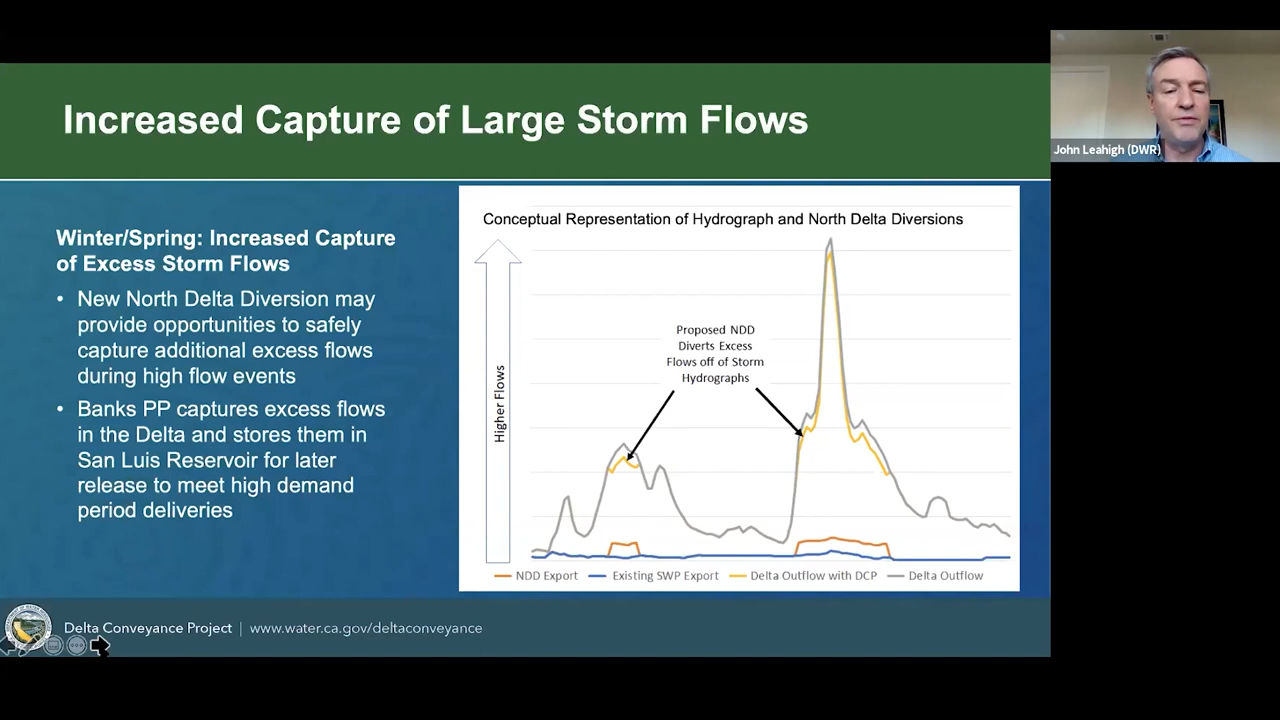 Increased Capture of Large Storm Flows
John Leahigh (DWR)
Winter/Spring: Increased Capture
of Excess Storm Flows
• New North Delta Diversion may
provide opportunities to safely
capture additional excess flows
during high flow events
• Banks PP captures excess flows
in the Delta and stores them in
San Luis Reservoir for later
release to meet high demand
period deliveries
Conceptual Representation of Hydrograph and North Delta Diversions
Higher Flows
Proposed NDD
Diverts Excess
Flows off of Storm
Hydrographs
NDD Export Existing SWP Export Delta Outflow with DCP Delta Outflow
Delta Conveyance Project | www.water.ca.gov/deltaconveyance